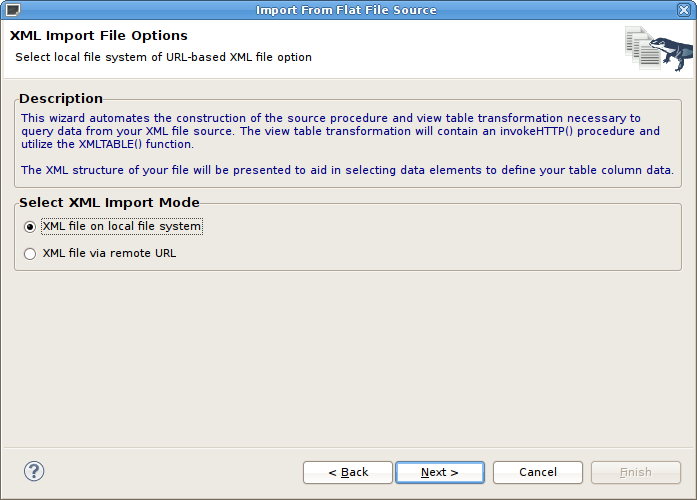 Import From Flat File Source
XML Import File Options
Select local file system of URL-based XML file option
Description
This wizard automates the construction of the source procedure and view table transformation necessary to
query data from your XML file source. The view table transformation will contain an invokeHTTP() procedure and
utilize the XMLTABLE() function.
The XML structure of your file will be presented to aid in selecting data elements to define your table column data.
Select XML Import Mode
XML file on local file system
XML file via remote URL
?
< Back
Next >
Cancel
Finish